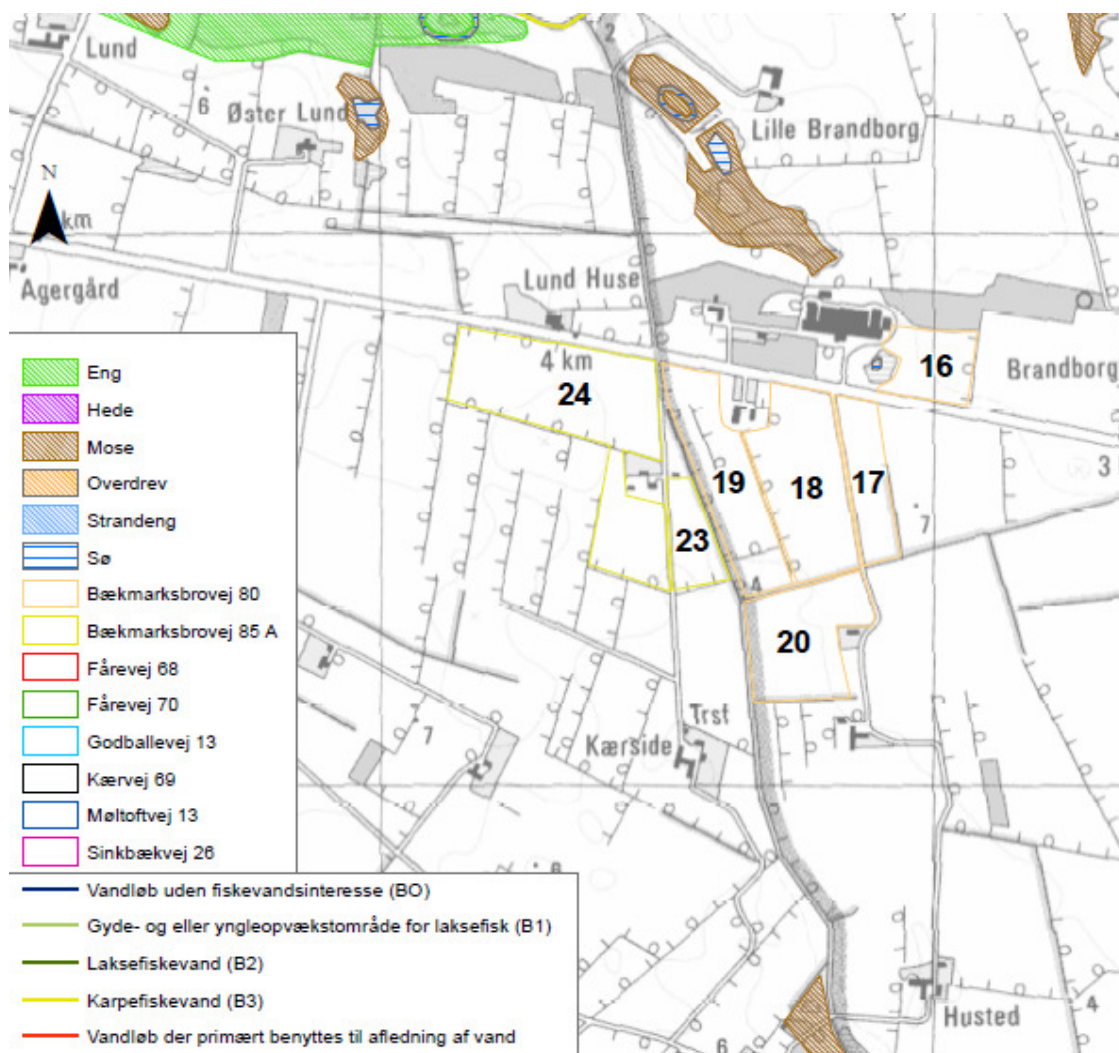 2
Lund
6
Øster Lund
Lille Brandborg
N
km
Agergård
Lund Huse
4 km
24
16
Brandborg
3
19
18
17
7
23
4
20
Trst
Kærside
7
6
Husted
4
6
Eng
Hede
Mose
Overdrev
Strandeng
Sø
Bækmarksbrovej 80
Bækmarksbrovej 85 A
Fårevej 68
Fårevej 70
Godballevej 13
Kærvej 69
Møltoftvej 13
Sinkbækvej 26
Vandløb uden fiskevandsinteresse (BO)
Gyde- og eller yngleopvækstområde for laksefisk (B1)
Laksefiskevand (B2)
Karpefiskevand (B3)
Vandløb der primært benyttes til afledning af vand